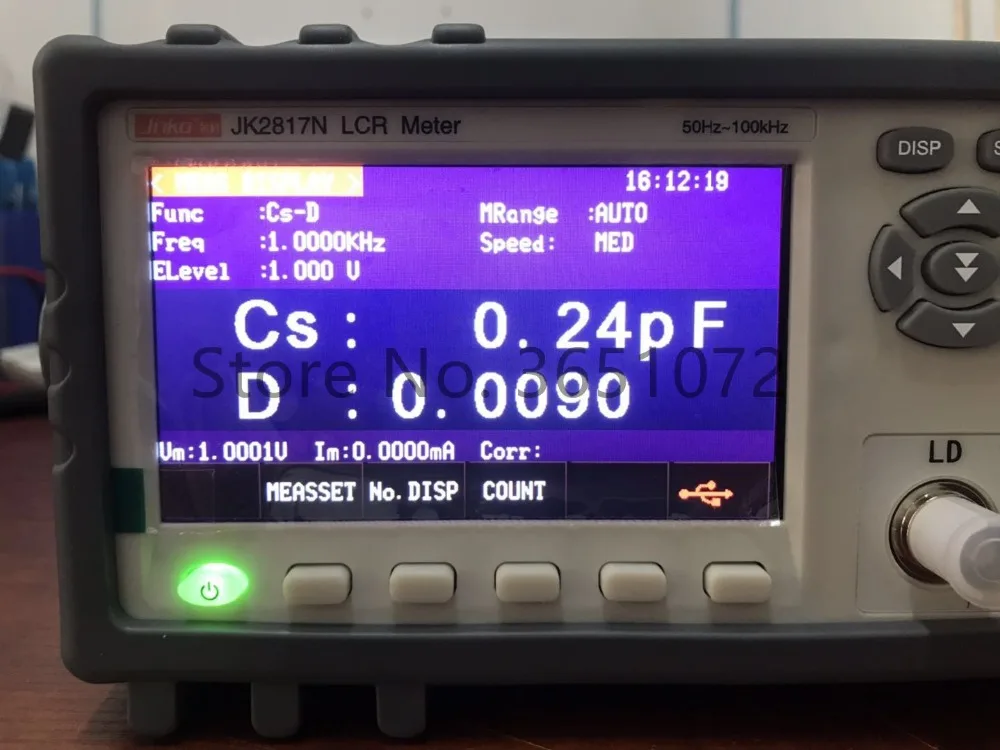 Jinko JK2817N LCR Meter 50Hz~100kHz
DISP
< MEAS DISPLAY > 16:12:19
Func :Cs-D MRange :AUTO
Freq :1.0000KHz Speed: MED
ELevel :1.000 V
Cs: 0.24pF
Store No. 3651072
D : 0.0090
Vm:1.0001V Im:0.0000mA Corr:
MEASSET No.DISP COUNT
LD